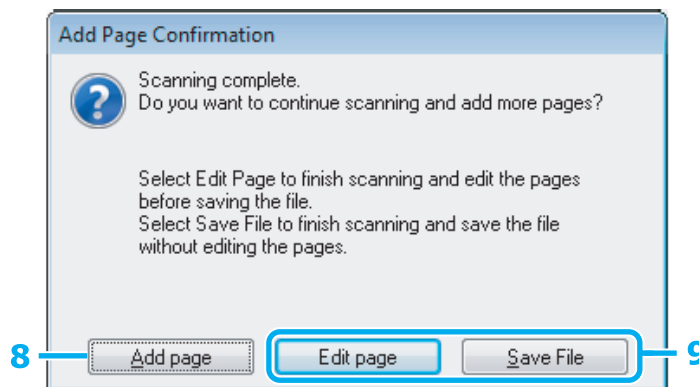 Add Page Confirmation
Scanning complete.
Do you want to continue scanning and add more pages?
Select Edit Page to finish scanning and edit the pages
before saving the file.
Select Save File to finish scanning and save the file
without editing the pages.
8 Add page Edit page Save File 9